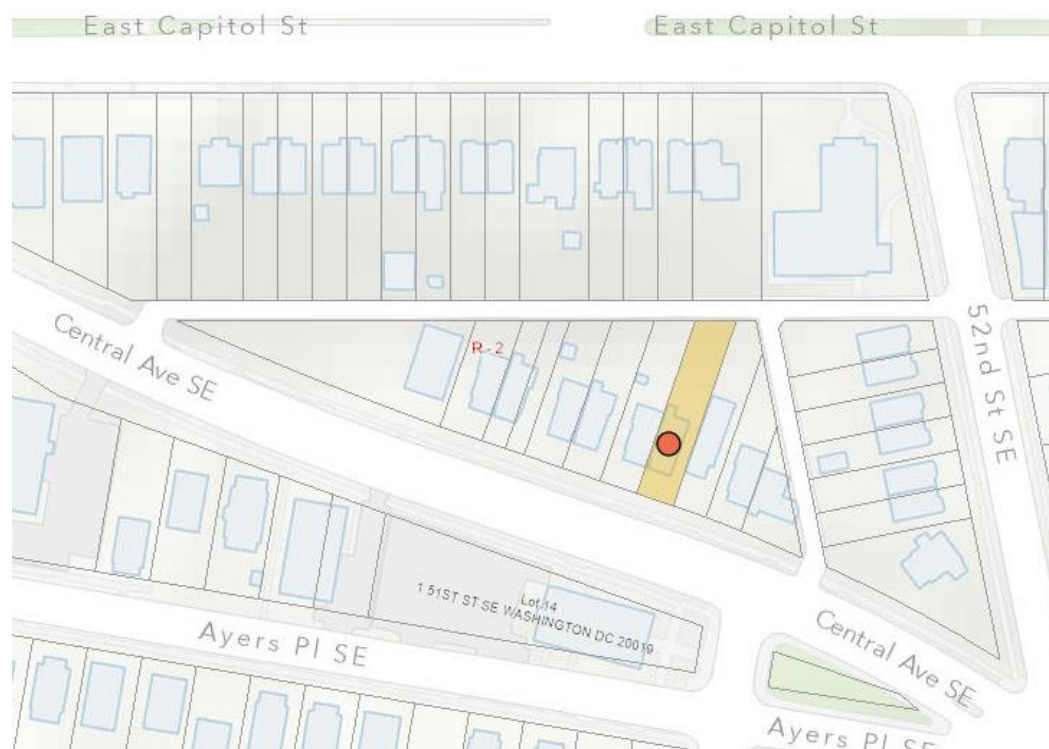 East Capitol St
East Capitol St
Central Ave SE
R-2
52nd St SE
Lot 14
1 51ST ST SE WASHINGTON DC 20019
Ayers Pl SE
Central Ave SE
Ayers Pl SE